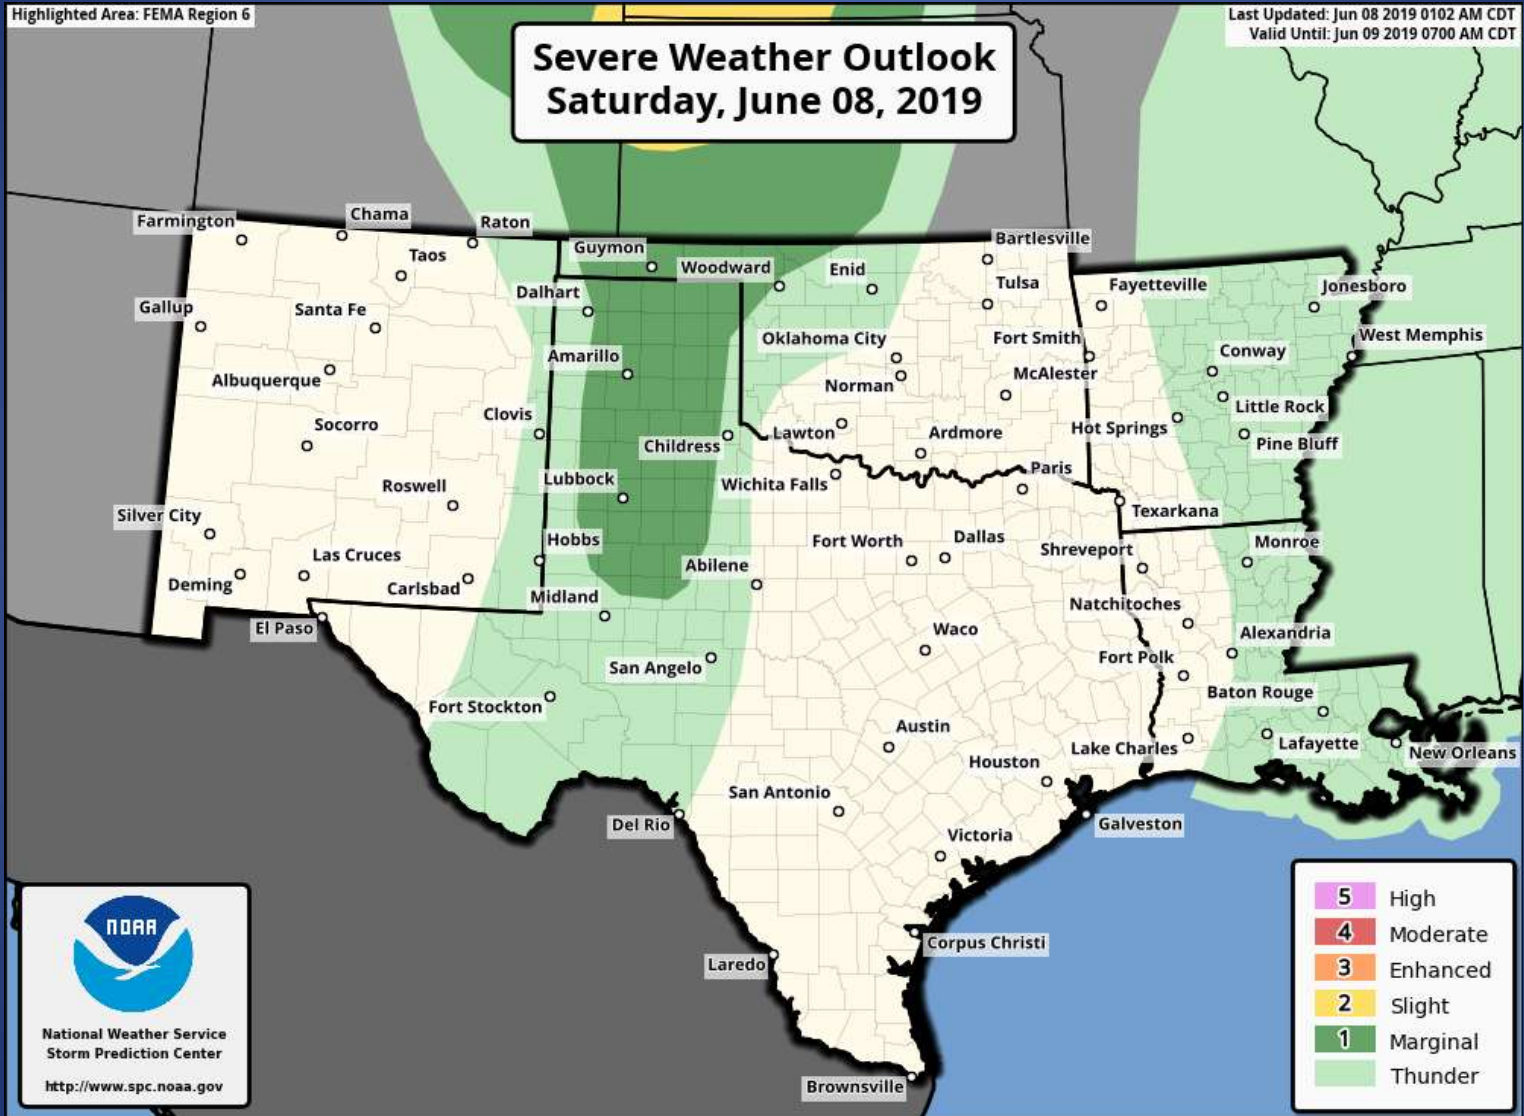 Highlighted Area: FEMA Region 6
Last Updated: Jun 08 2019 0102 AM CDT
Valid Until: Jun 09 2019 0700 AM CDT
Severe Weather Outlook
Saturday, June 08, 2019
Farmington
Chama
Raton
Taos
Guymon
Woodward
Enid
Bartlesville
Tulsa
Fayetteville
Jonesboro
Gallup
Santa Fe
Dalhart
Oklahoma City
Fort Smith
West Memphis
Albuquerque
Amarillo
Norman
McAlester
Conway
Little Rock
Socorro
Clovis
Childress
Lawton
Ardmore
Hot Springs
Pine Bluff
Roswell
Lubbock
Wichita Falls
Paris
Texarkana
Silver City
Las Cruces
Hobbs
Fort Worth
Dallas
Shreveport
Monroe
Deming
Carlsbad
Midland
Abilene
Natchitoches
El Paso
San Angelo
Waco
Fort Polk
Alexandria
Fort Stockton
Baton Rouge
Austin
Lake Charles
Lafayette
New Orleans
Houston
San Antonio
Del Rio
Galveston
Victoria
Corpus Christi
Laredo
Brownsville
NOAA
National Weather Service
Storm Prediction Center
http://www.spc.noaa.gov
5 High
4 Moderate
3 Enhanced
2 Slight
1 Marginal
Thunder